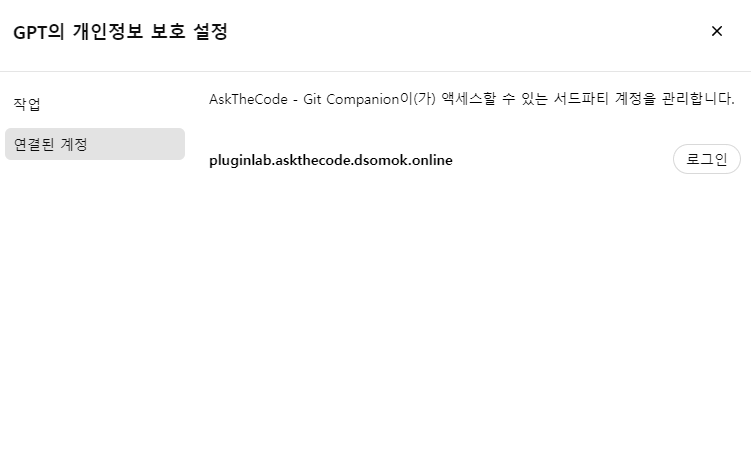 GPT의 개인정보 보호 설정
작업
연결된 계정
AskTheCode - Git Companion이(가) 액세스할 수 있는 서드파티 계정을 관리합니다.
pluginlab.askthecode.dsomok.online
로그인